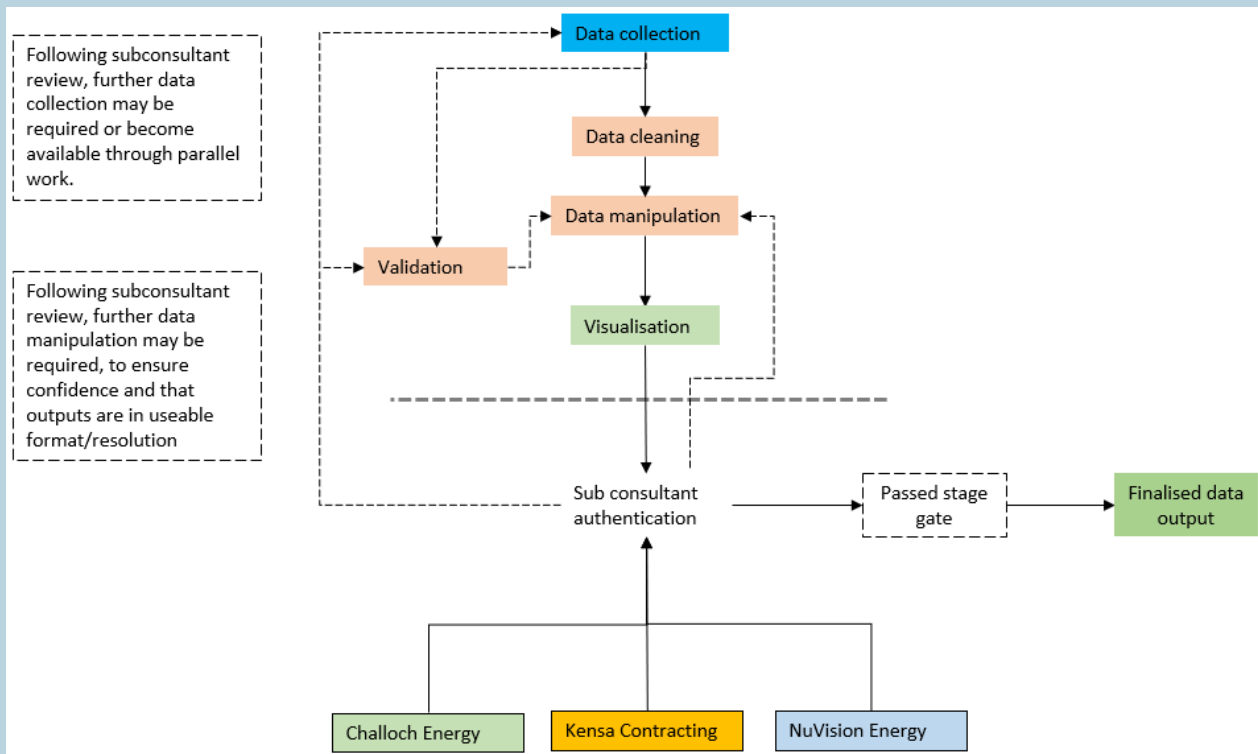 Following subconsultant
review, further data
collection may be
required or become
available through parallel
work.
Following subconsultant
review, further data
manipulation may be
required, to ensure
confidence and that
outputs are in useable
format/resolution
Data collection
Data cleaning
Data manipulation
Validation
Visualisation
Sub consultant
authentication
Passed stage
gate
Finalised data
output
Challoch Energy
Kensa Contracting
NuVision Energy